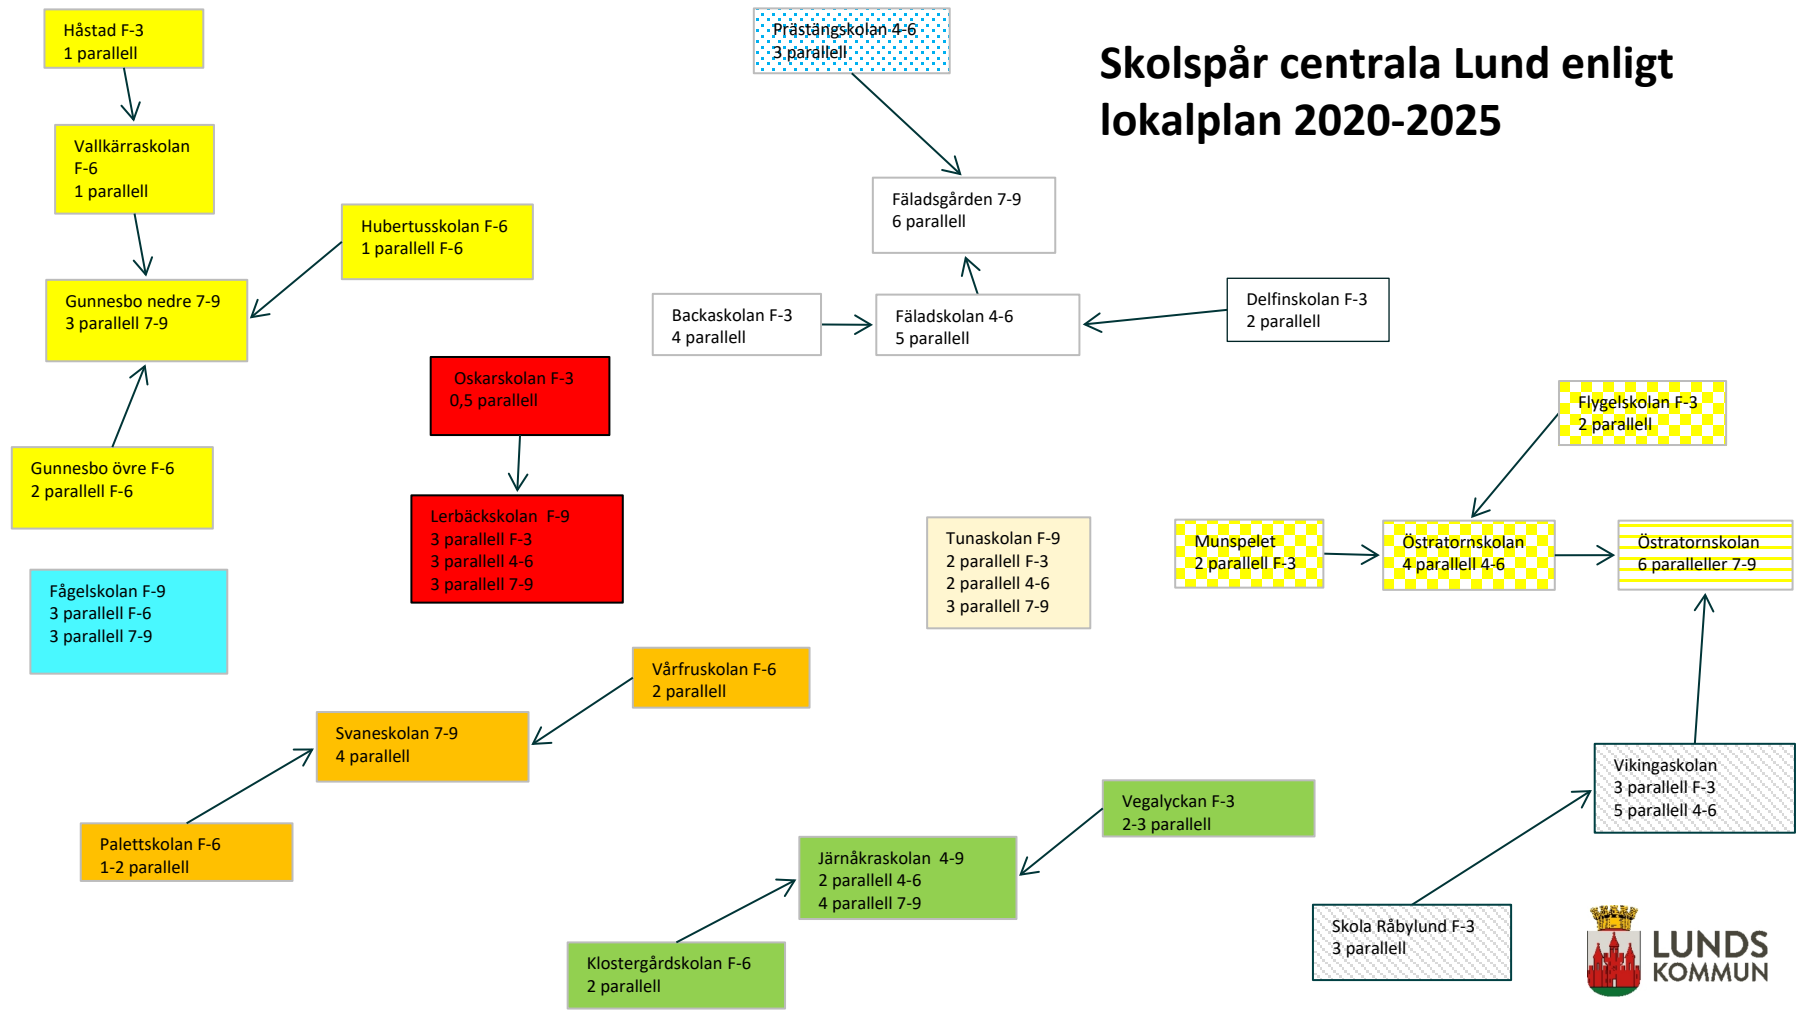 Skolspår centrala Lund enligt
lokalplan 2020-2025
Håstad F-3
1 parallell
Prästängskolan 4-6
3 parallell
Vallkärraskolan
F-6
1 parallell
Hubertusskolan F-6
1 parallell F-6
Fäladsgården 7-9
6 parallell
Gunnesbo nedre 7-9
3 parallell 7-9
Backaskolan F-3
4 parallell
Fäladskolan 4-6
5 parallell
Delfinskolan F-3
2 parallell
Oskarskolan F-3
0,5 parallell
Flygelskolan F-3
2 parallell
Gunnesbo övre F-6
2 parallell F-6
Lerbäckskolan F-9
3 parallell F-3
3 parallell 4-6
3 parallell 7-9
Tunaskolan F-9
2 parallell F-3
2 parallell 4-6
3 parallell 7-9
Munspelet
2 parallell F-3
Östratornskolan
4 parallell 4-6
Östratornskolan
6 paralleller 7-9
Fågelskolan F-9
3 parallell F-6
3 parallell 7-9
Vårfruskolan F-6
2 parallell
Svaneskolan 7-9
4 parallell
Palettskolan F-6
1-2 parallell
Vegalyckan F-3
2-3 parallell
Järnåkraskolan 4-9
2 parallell 4-6
4 parallell 7-9
Klostergårdskolan F-6
2 parallell
Vikingaskolan
3 parallell F-3
5 parallell 4-6
Skola Råbylund F-3
3 parallell
LUNDS
KOMMUN